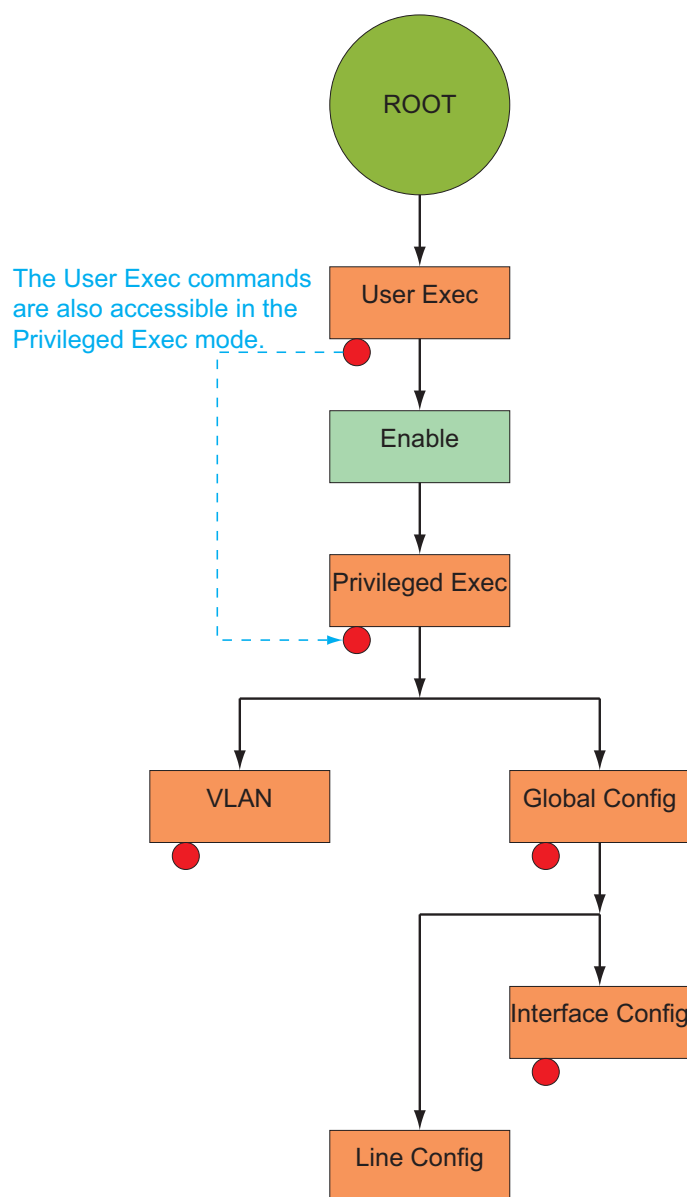 ROOT
The User Exec commands
are also accessible in the
Privileged Exec mode.
User Exec
Enable
Privileged Exec
VLAN
Global Config
Interface Config
Line Config